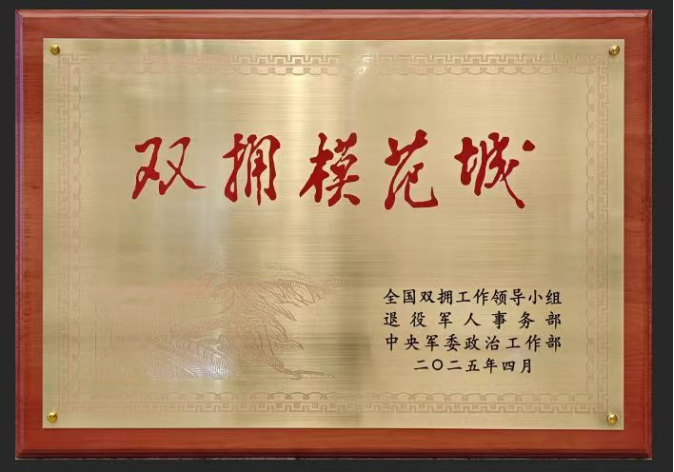 双拥模范城
全国双拥工作领导小组
退役军人事务部
中央军委政治工作部
二〇二五年四月